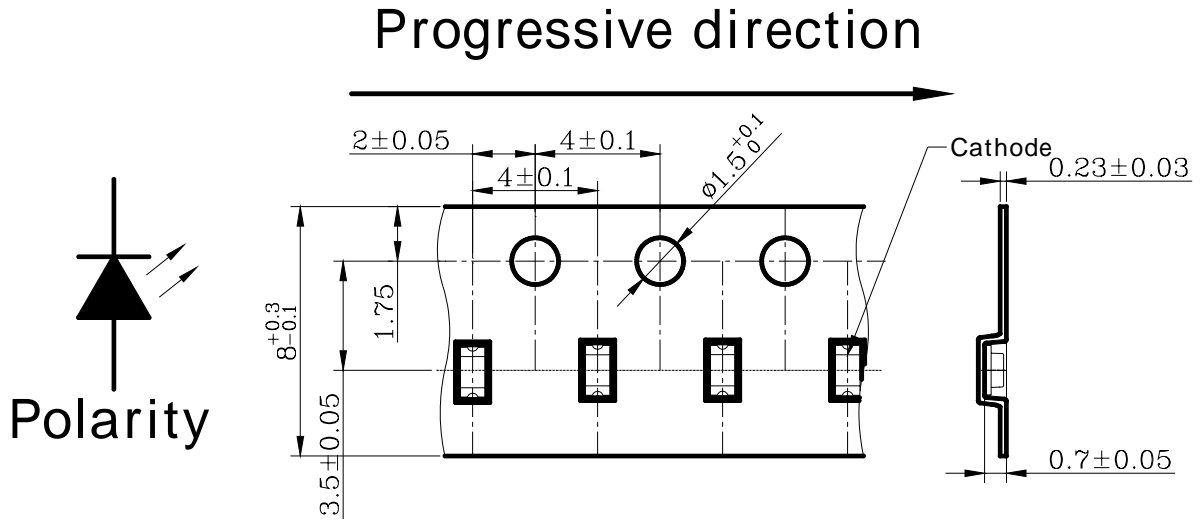 Progressive direction
2±0.05
4±0.1
4±0.1
ø1.5 +0.1 0
Cathode
0.23±0.03
8 +0.3 -0.1
1.75
3.5±0.05
Polarity
0.7±0.05